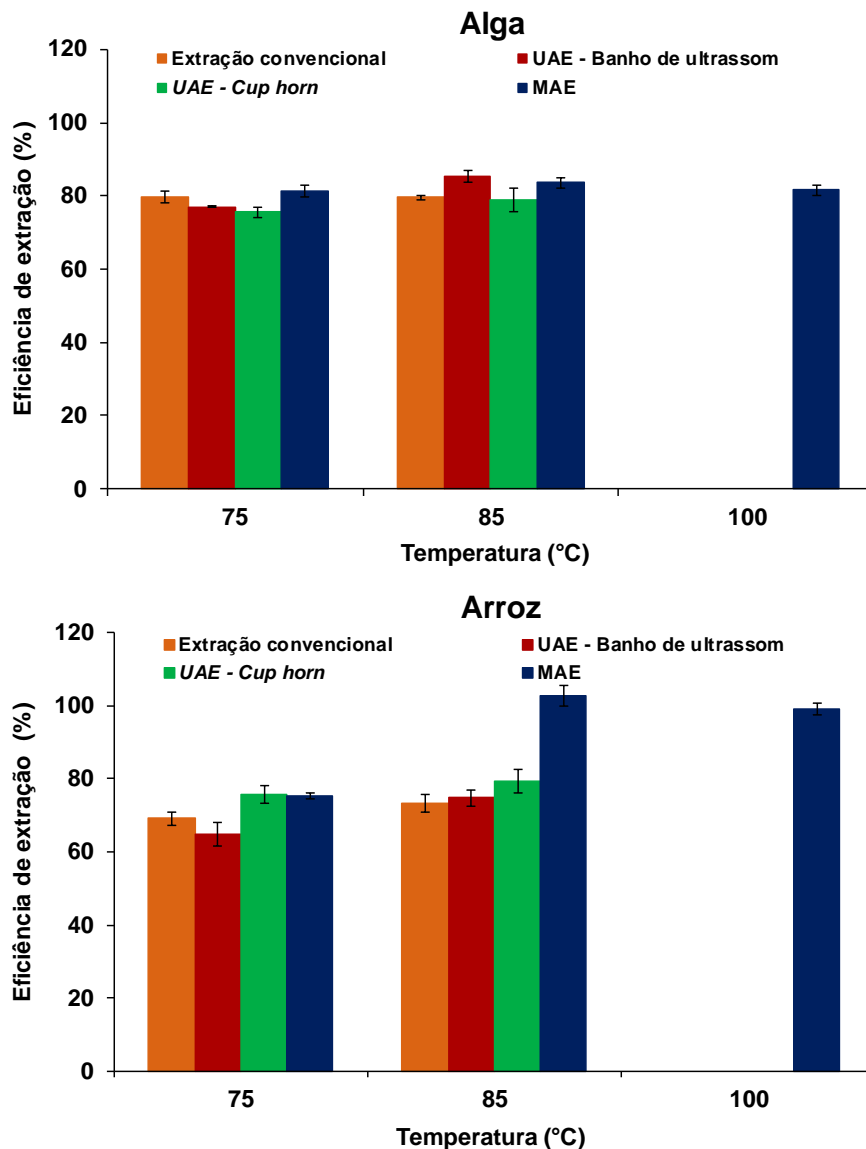 Alga
Extração convencional
UAE - Banho de ultrassom
UAE - Cup horn
MAE
Eficiência de extração (%)
120
100
80
60
40
20
0
75
85
100
Temperatura (°C)
Arroz
Extração convencional
UAE - Banho de ultrassom
UAE - Cup horn
MAE
Eficiência de extração (%)
120
100
80
60
40
20
0
75
85
100
Temperatura (°C)